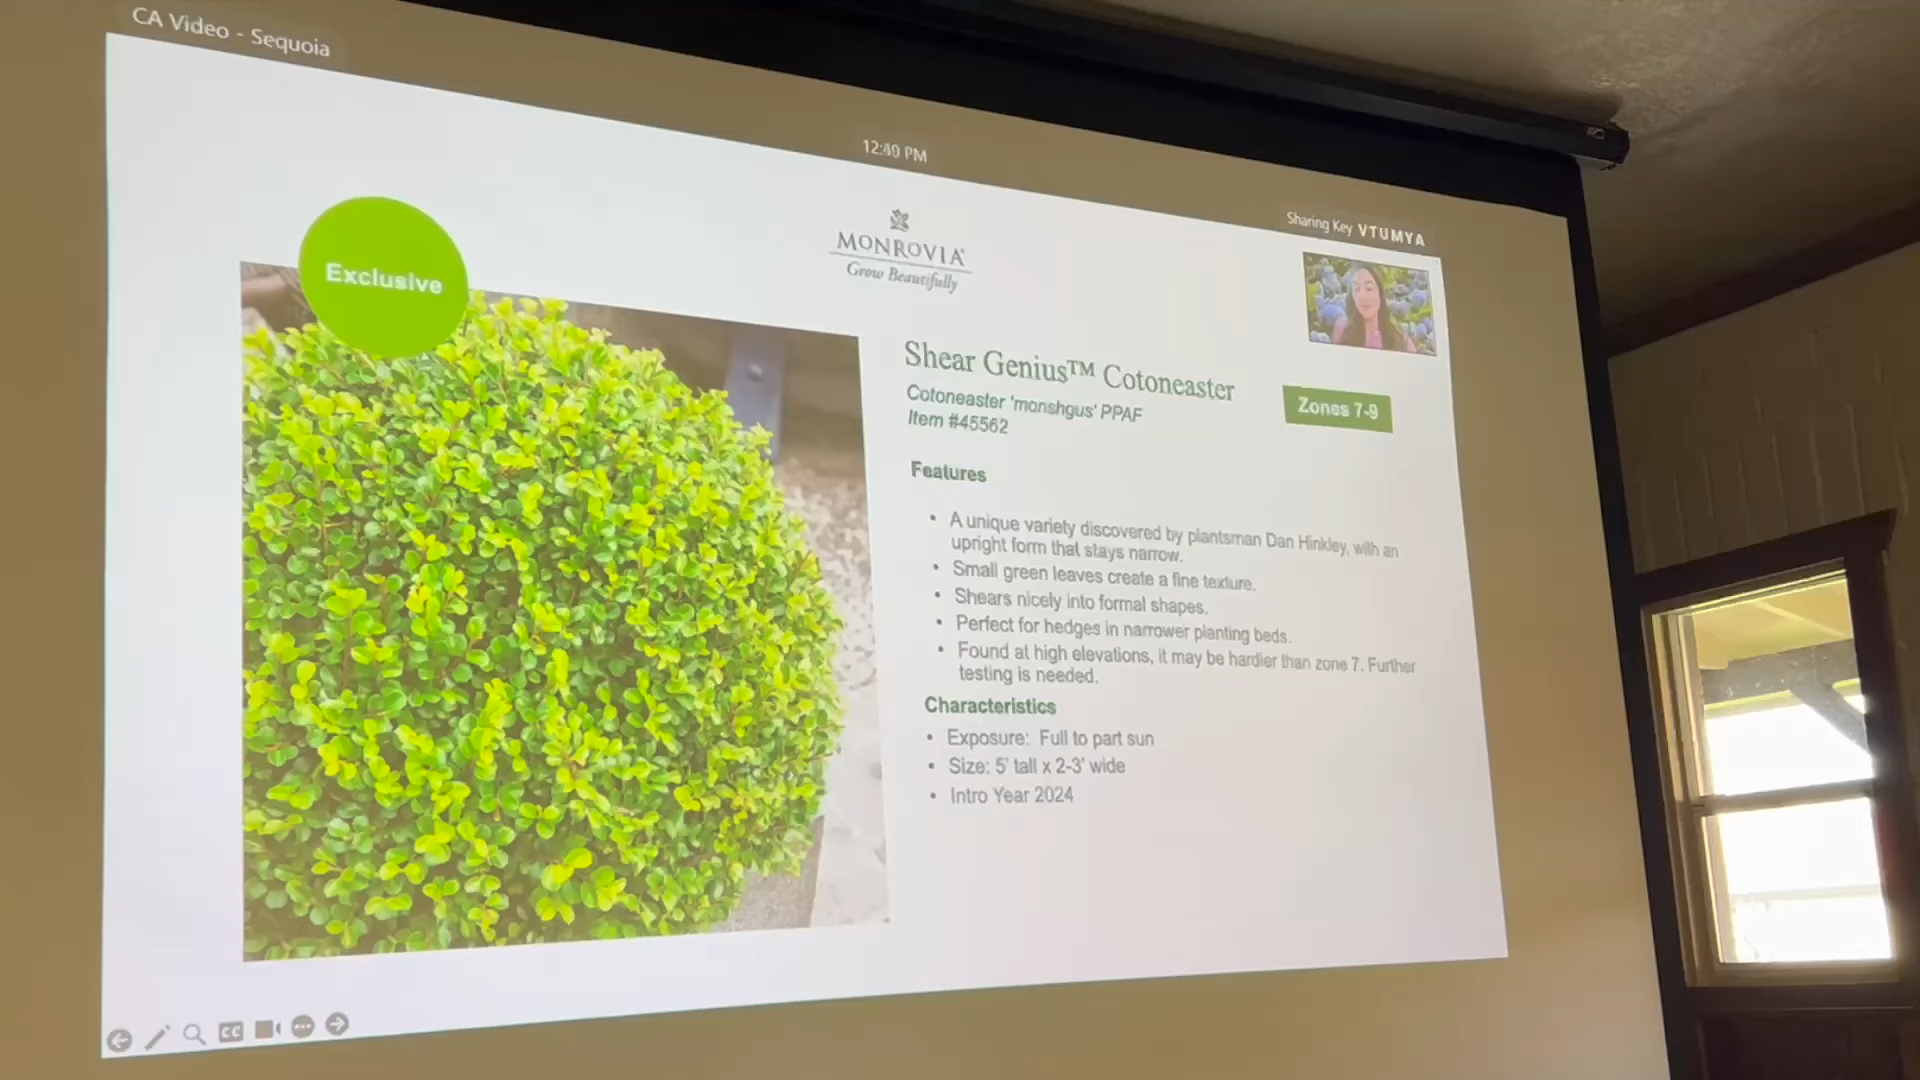 CA Video - Sequoia
12:40 PM
Sharing Key VTUMYA
Exclusive
MONROVIA
Grow Beautifully
Shear Genius™ Cotoneaster
Cotoneaster 'monshgus' PPAF
Item #45562
Zones 7-9
Features
• A unique variety discovered by plantsman Dan Hinkley, with an
upright form that stays narrow.
• Small green leaves create a fine texture.
• Shears nicely into formal shapes.
• Perfect for hedges in narrower planting beds.
• Found at high elevations, it may be hardier than zone 7. Further
testing is needed.
Characteristics
• Exposure: Full to part sun
• Size: 5' tall x 2-3' wide
• Intro Year 2024
CC